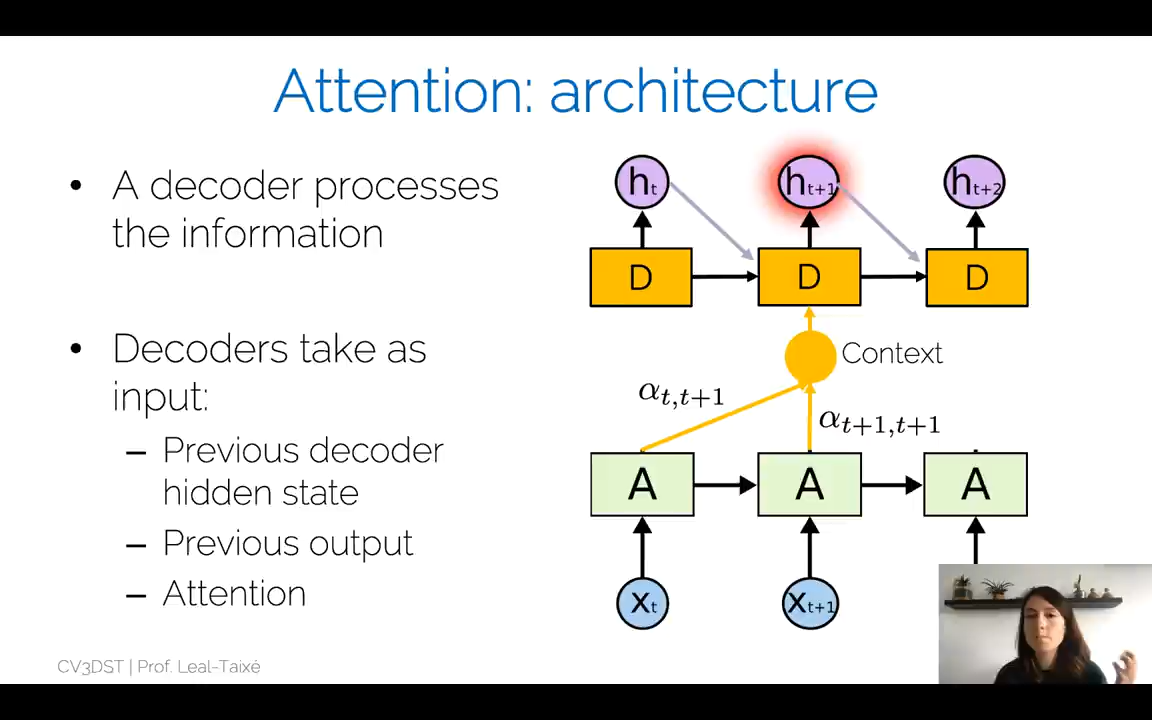 Attention: architecture
• A decoder processes
the information
• Decoders take as
input:
– Previous decoder
hidden state
– Previous output
– Attention
ht
ht+1
ht+2
D
D
D
Context
αt,t+1
αt+1,t+1
A
A
A
xt
xt+1
CV3DST | Prof. Leal-Taixé